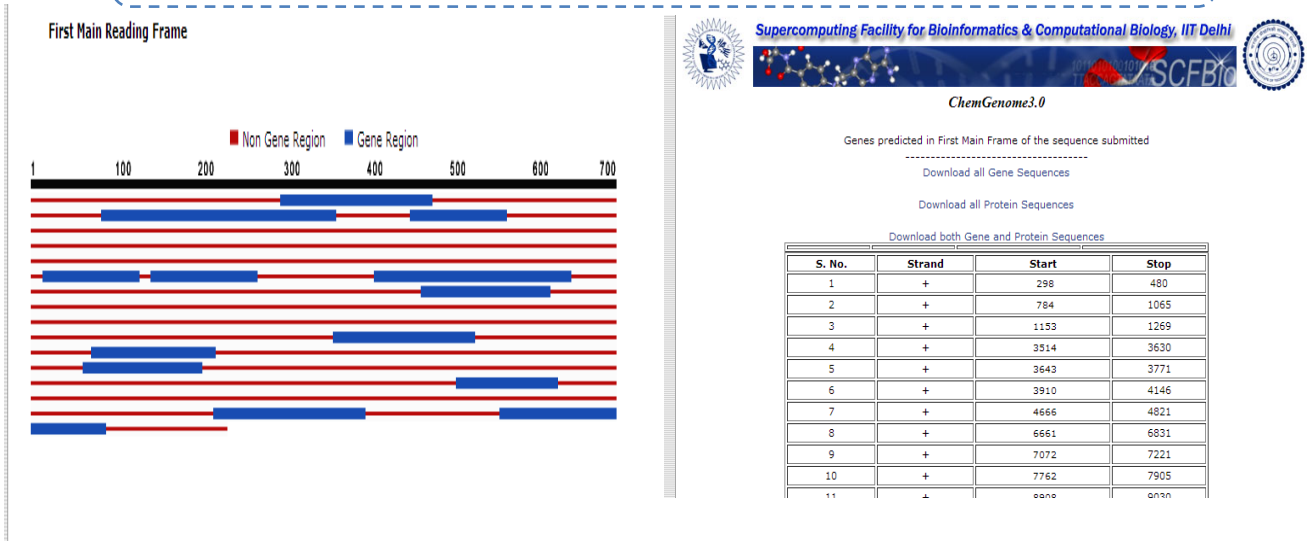 First Main Reading Frame
Non Gene Region Gene Region
1 100 200 300 400 500 600 700
Supercomputing Facility for Bioinformatics & Computational Biology, IIT Delhi
SCFBio
ChemGenome3.0
Genes predicted in First Main Frame of the sequence submitted
----------------------------------
Download all Gene Sequences
Download all Protein Sequences
Download both Gene and Protein Sequences
S. No. Strand Start Stop
1 + 298 480
2 + 784 1065
3 + 1153 1269
4 + 3514 3630
5 + 3643 3771
6 + 3910 4146
7 + 4666 4821
8 + 6661 6831
9 + 7072 7221
10 + 7762 7905
11 + 8908 9030